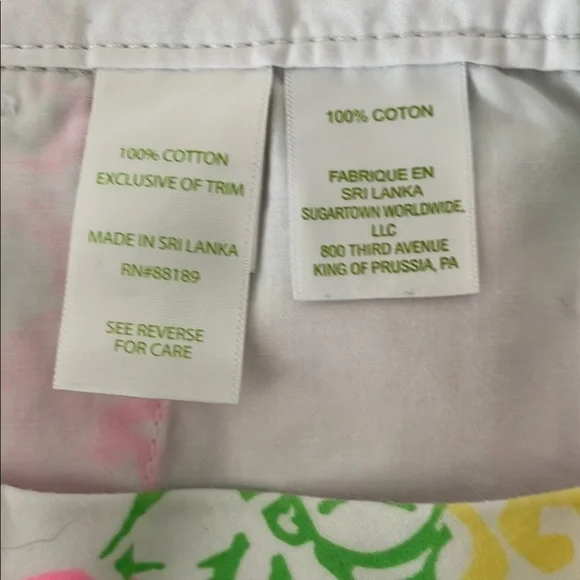 100% COTTON
EXCLUSIVE OF TRIM
MADE IN SRI LANKA
RN#88189
SEE REVERSE
FOR CARE
100% COTON
FABRIQUE EN
SRI LANKA
SUGARTOWN WORLDWIDE,
LLC
800 THIRD AVENUE
KING OF PRUSSIA, PA